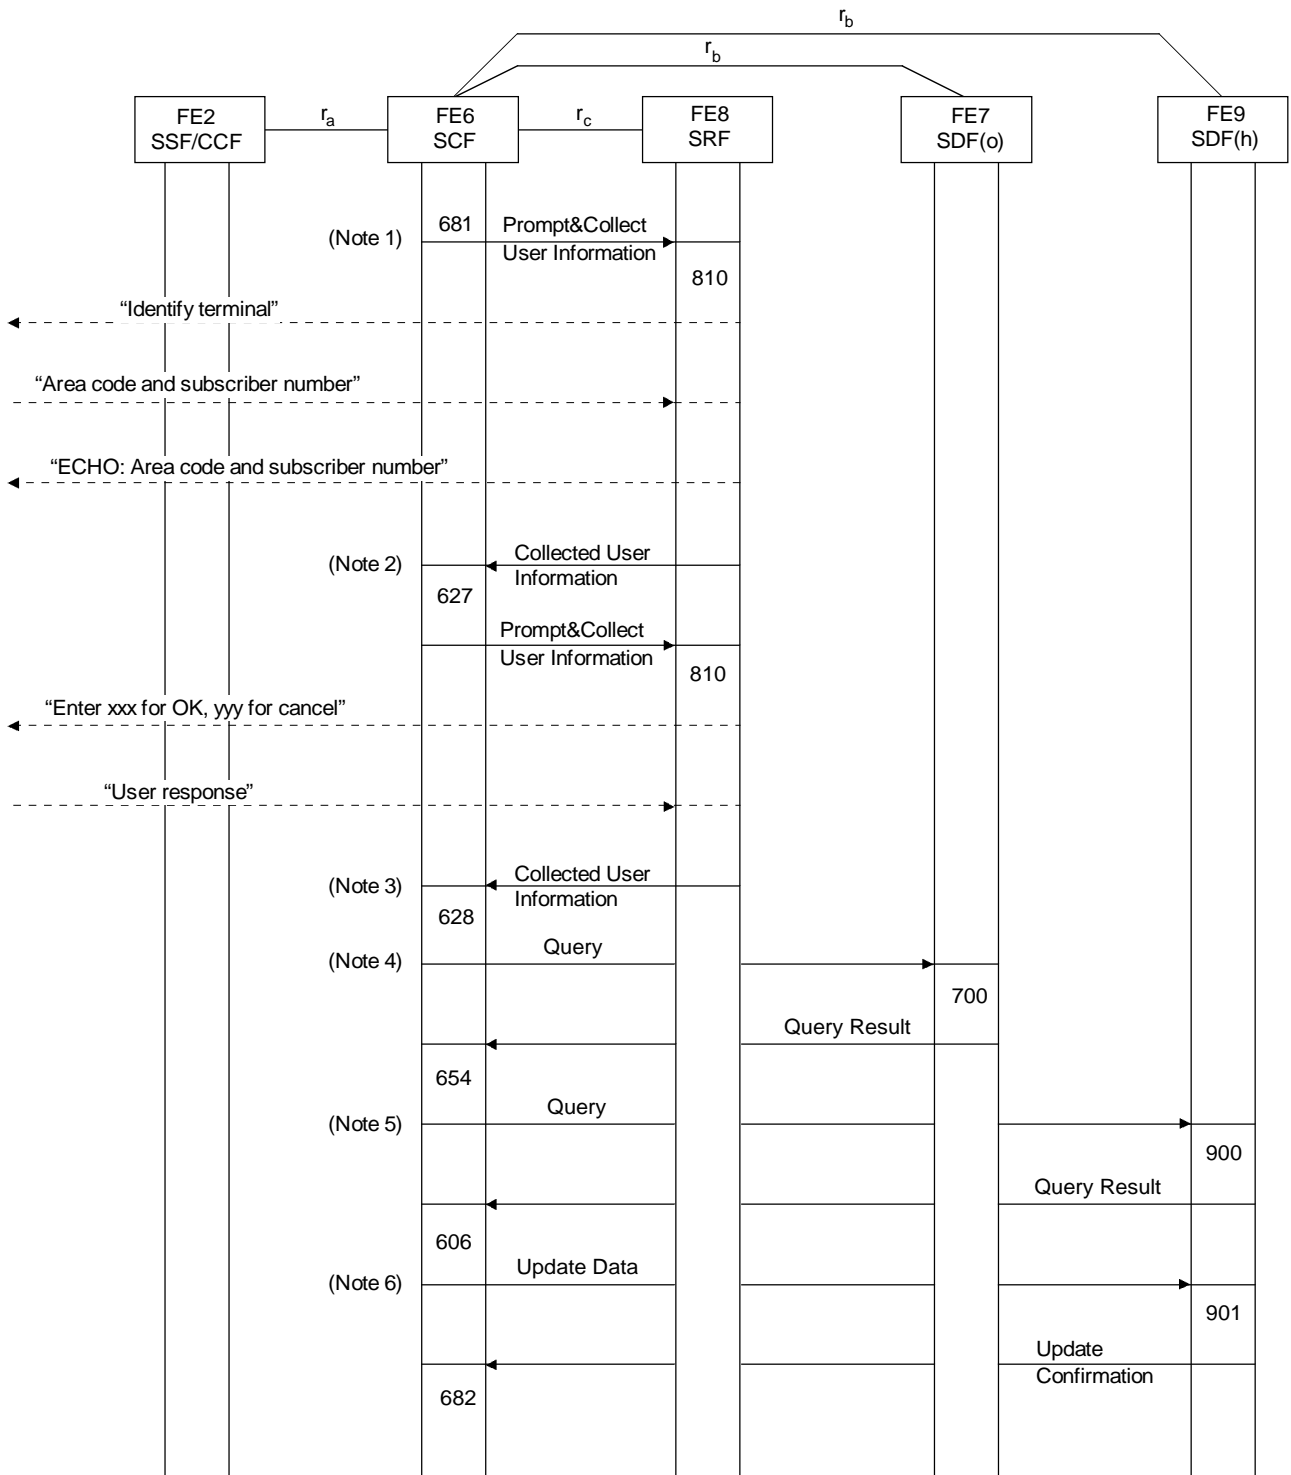 r_b
r_b
FE2
SSF/CCF
r_a
FE6
SCF
r_c
FE8
SRF
FE7
SDF(o)
FE9
SDF(h)
(Note 1)
681
Prompt&Collect
User Information
810
“Identify terminal”
“Area code and subscriber number”
“ECHO: Area code and subscriber number”
(Note 2)
Collected User
Information
627
Prompt&Collect
User Information
810
“Enter xxx for OK, yyy for cancel”
“User response”
(Note 3)
Collected User
Information
628
(Note 4)
Query
700
Query Result
654
(Note 5)
Query
900
Query Result
606
(Note 6)
Update Data
901
Update
Confirmation
682